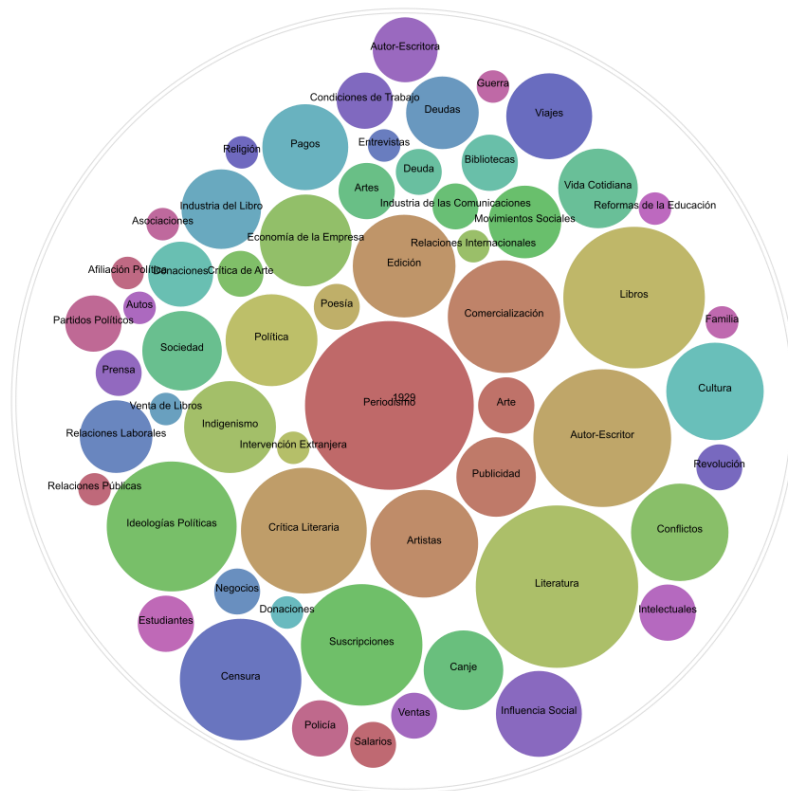 Autor-Escritora
Guerra
Condiciones de Trabajo
Deudas
Viajes
Pagos
Entrevistas
Religión
Bibliotecas
Deuda
Vida Cotidiana
Artes
Industria del Libro
Industria de las Comunicaciones
Reformas de la Educación
Asociaciones
Movimientos Sociales
Economía de la Empresa
Relaciones Internacionales
Edición
Afiliación Política
Donaciones
Crítica de Arte
Libros
Autos
Poesía
Comercialización
Partidos Políticos
Familia
Política
Sociedad
Prensa
Cultura
1929
Periodismo
Arte
Venta de Libros
Indigenismo
Relaciones Laborales
Autor-Escritor
Intervención Extranjera
Revolución
Publicidad
Relaciones Públicas
Ideologías Políticas
Crítica Literaria
Conflictos
Artistas
Literatura
Negocios
Donaciones
Intelectuales
Estudiantes
Suscripciones
Canje
Censura
Influencia Social
Ventas
Policía
Salarios